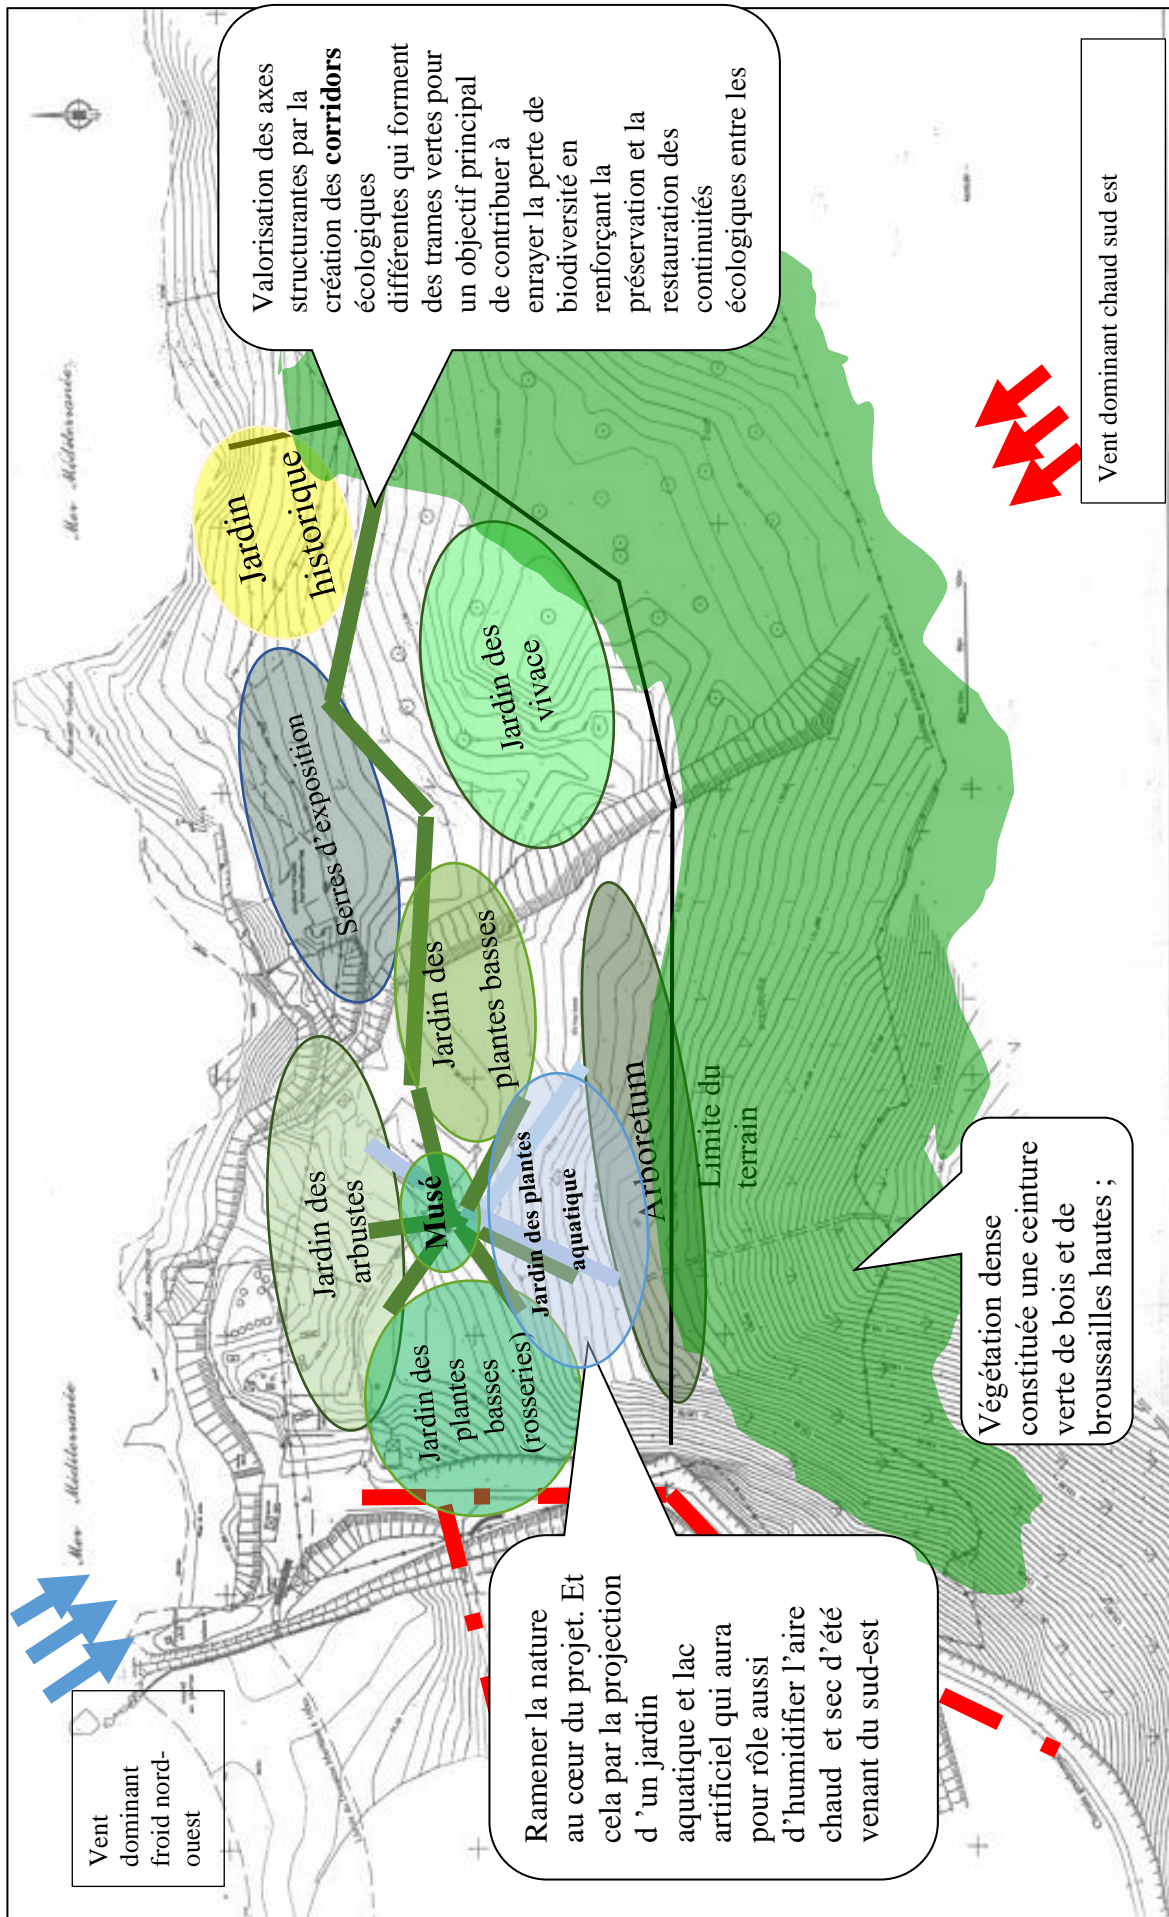 Mer Méditerranée
Mer Méditerranée
Vent
dominant
froid nord-
ouest
Valorisation des axes
structurantes par la
création des corridors
écologiques
différentes qui forment
des trames vertes pour
un objectif principal
de contribuer à
enrayer la perte de
biodiversité en
renforçant la
préservation et la
restauration des
continuités
écologiques entre les
Jardin
historique
Serres d’exposition
Jardin des
arbustes
Musé
Jardin des
plantes basses
Jardin des
vivace
Jardin des
plantes
basses
(rosseries)
Jardin des plantes
aquatique
Arboretum
Limite du
terrain
Ramener la nature
au cœur du projet. Et
cela par la projection
d’un jardin
aquatique et lac
artificiel qui aura
pour rôle aussi
d’humidifier l’aire
chaud et sec d’été
venant du sud-est
Végétation dense
constituée une ceinture
verte de bois et de
broussailles hautes ;
Vent dominant chaud sud est